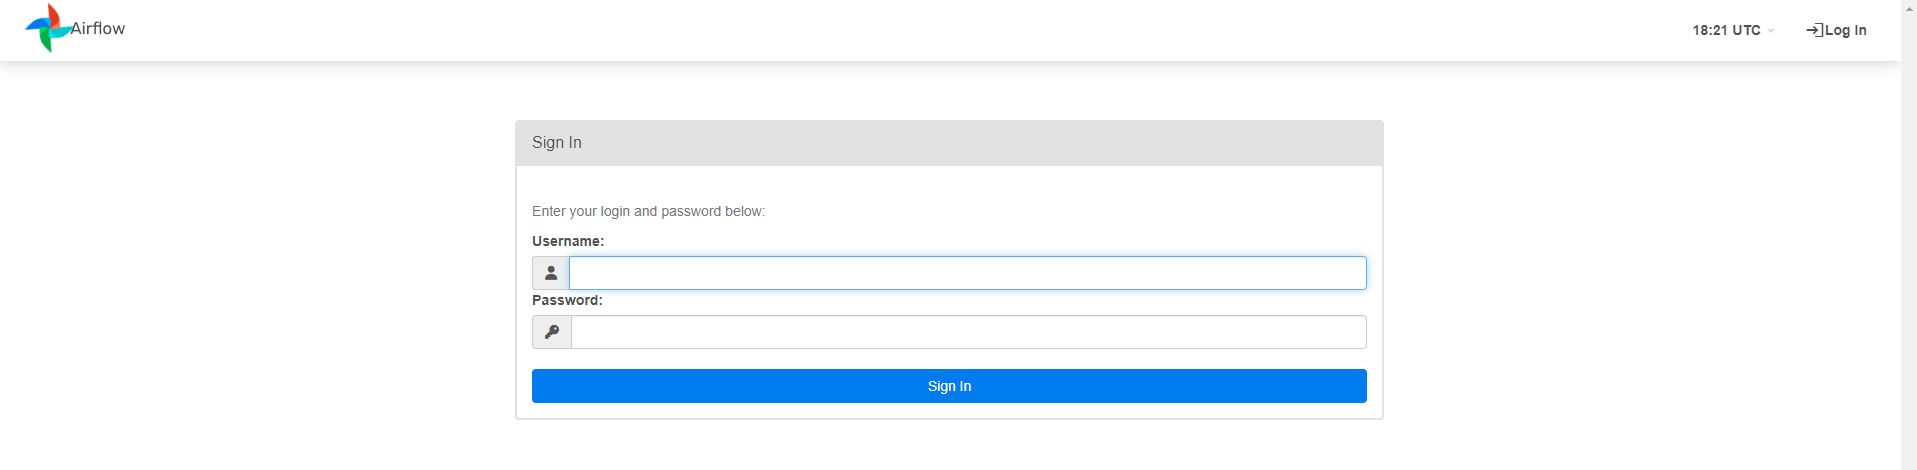 Airflow
18:21 UTC
Log In
Sign In
Enter your login and password below:
Username:
Password:
Sign In